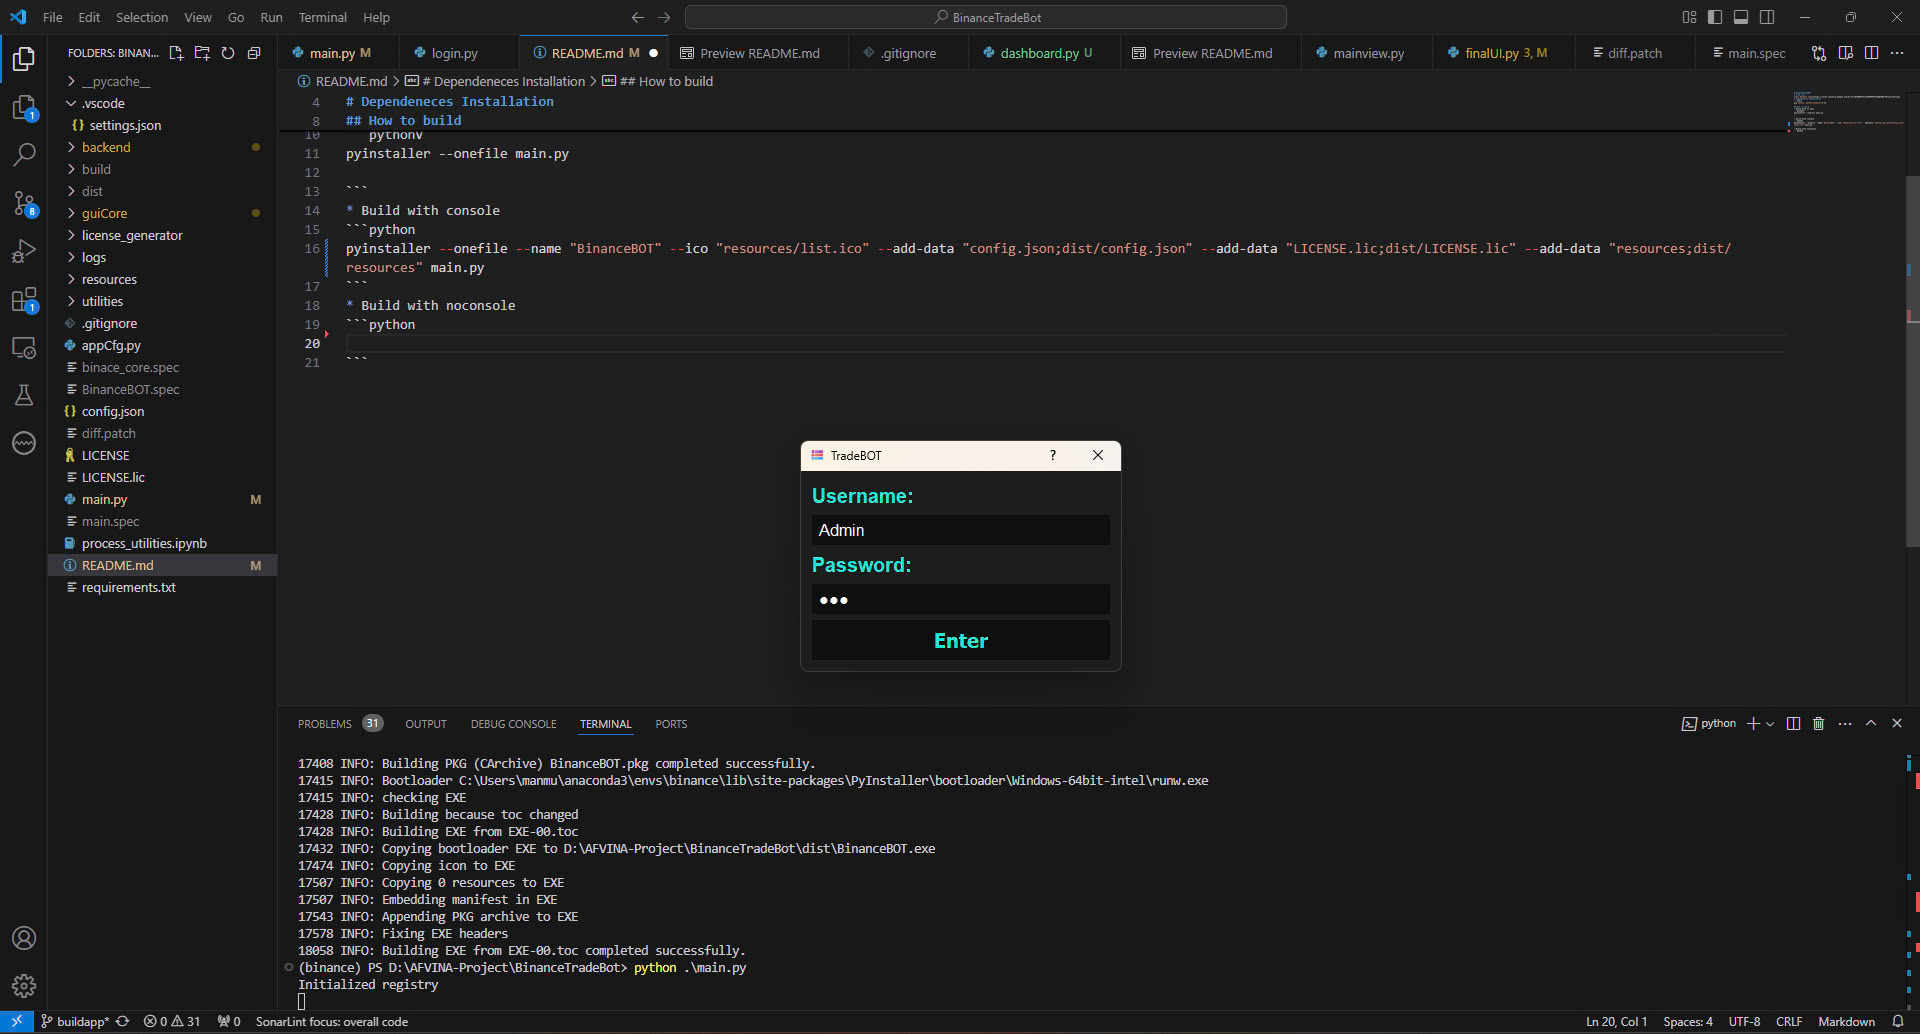 File Edit Selection View Go Run Terminal Help
BinanceTradeBot
FOLDERS: BINAN...
main.py M
login.py
README.md M
Preview README.md
.gitignore
dashboard.py U
Preview README.md
mainview.py
finalUI.py 3, M
diff.patch
main.spec
README.md > # Dependeneces Installation > ## How to build
__pycache__
.vscode
settings.json
backend
build
dist
guiCore
license_generator
logs
resources
utilities
.gitignore
appCfg.py
binace_core.spec
BinanceBOT.spec
config.json
diff.patch
LICENSE
LICENSE.lic
main.py M
main.spec
process_utilities.ipynb
README.md M
requirements.txt
1
8
1
4 # Dependeneces Installation
8 ## How to build
10 ```python
11 pyinstaller --onefile main.py
12
13 ```
14 * Build with console
15 ```python
16 pyinstaller --onefile --name "BinanceBOT" --ico "resources/list.ico" --add-data "config.json;dist/config.json" --add-data "LICENSE.lic;dist/LICENSE.lic" --add-data "resources;dist/
resources" main.py
17 ```
18 * Build with noconsole
19 ```python
20
21 ```
TradeBOT ?
Username:
Admin
Password:
●●●
Enter
PROBLEMS 31 OUTPUT DEBUG CONSOLE TERMINAL PORTS
python
17408 INFO: Building PKG (CArchive) BinanceBOT.pkg completed successfully.
17415 INFO: Bootloader C:\Users\manmu\anaconda3\envs\binance\lib\site-packages\PyInstaller\bootloader\Windows-64bit-intel\runw.exe
17415 INFO: checking EXE
17428 INFO: Building because toc changed
17428 INFO: Building EXE from EXE-00.toc
17432 INFO: Copying bootloader EXE to D:\AFVINA-Project\BinanceTradeBot\dist\BinanceBOT.exe
17474 INFO: Copying icon to EXE
17507 INFO: Copying 0 resources to EXE
17507 INFO: Embedding manifest in EXE
17543 INFO: Appending PKG archive to EXE
17578 INFO: Fixing EXE headers
18058 INFO: Building EXE from EXE-00.toc completed successfully.
(binance) PS D:\AFVINA-Project\BinanceTradeBot> python .\main.py
Initialized registry
buildapp* 0 31 0 SonarLint focus: overall code
Ln 20, Col 1 Spaces: 4 UTF-8 CRLF Markdown